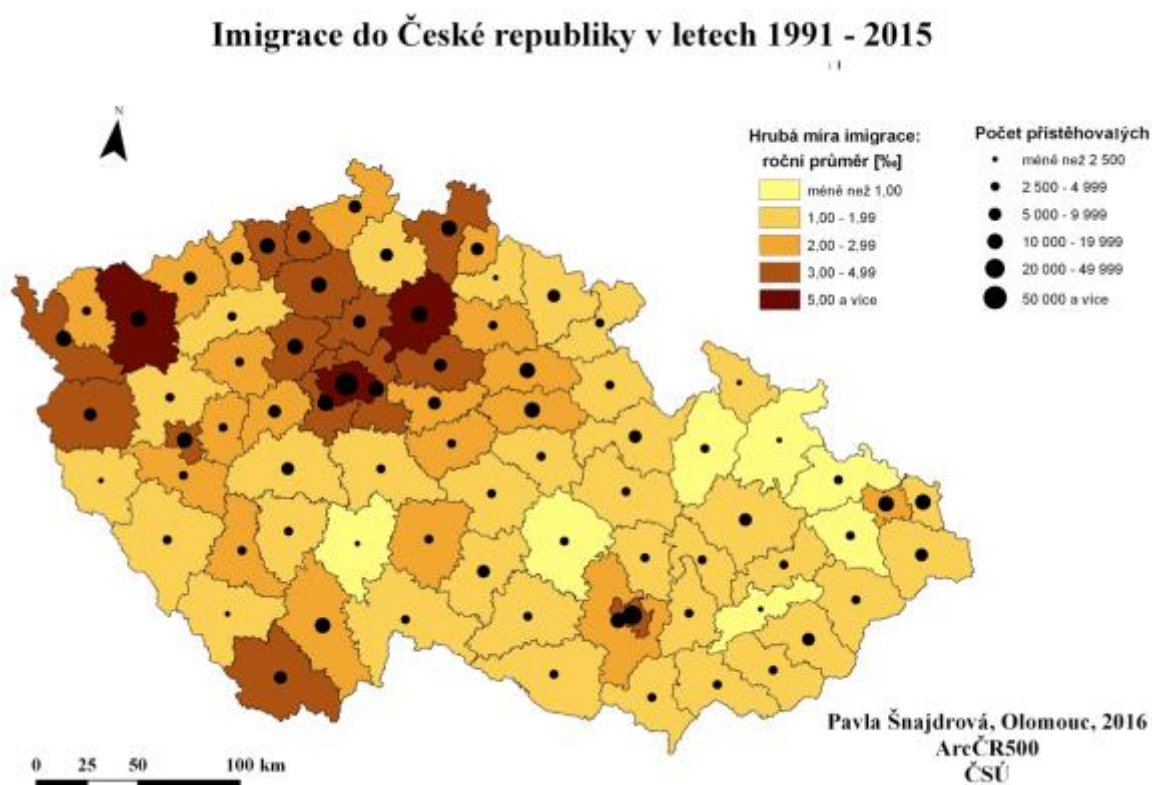 Imigrace do České republiky v letech 1991 - 2015
N
Hrubá míra imigrace:
roční průměr [‰]
méně než 1,00
1,00 - 1,99
2,00 - 2,99
3,00 - 4,99
5,00 a více
Počet přistěhovalých
méně než 2 500
2 500 - 4 999
5 000 - 9 999
10 000 - 19 999
20 000 - 49 999
50 000 a více
Pavla Šnajdrová, Olomouc, 2016
ArcČR500
ČSÚ
0 25 50 100 km